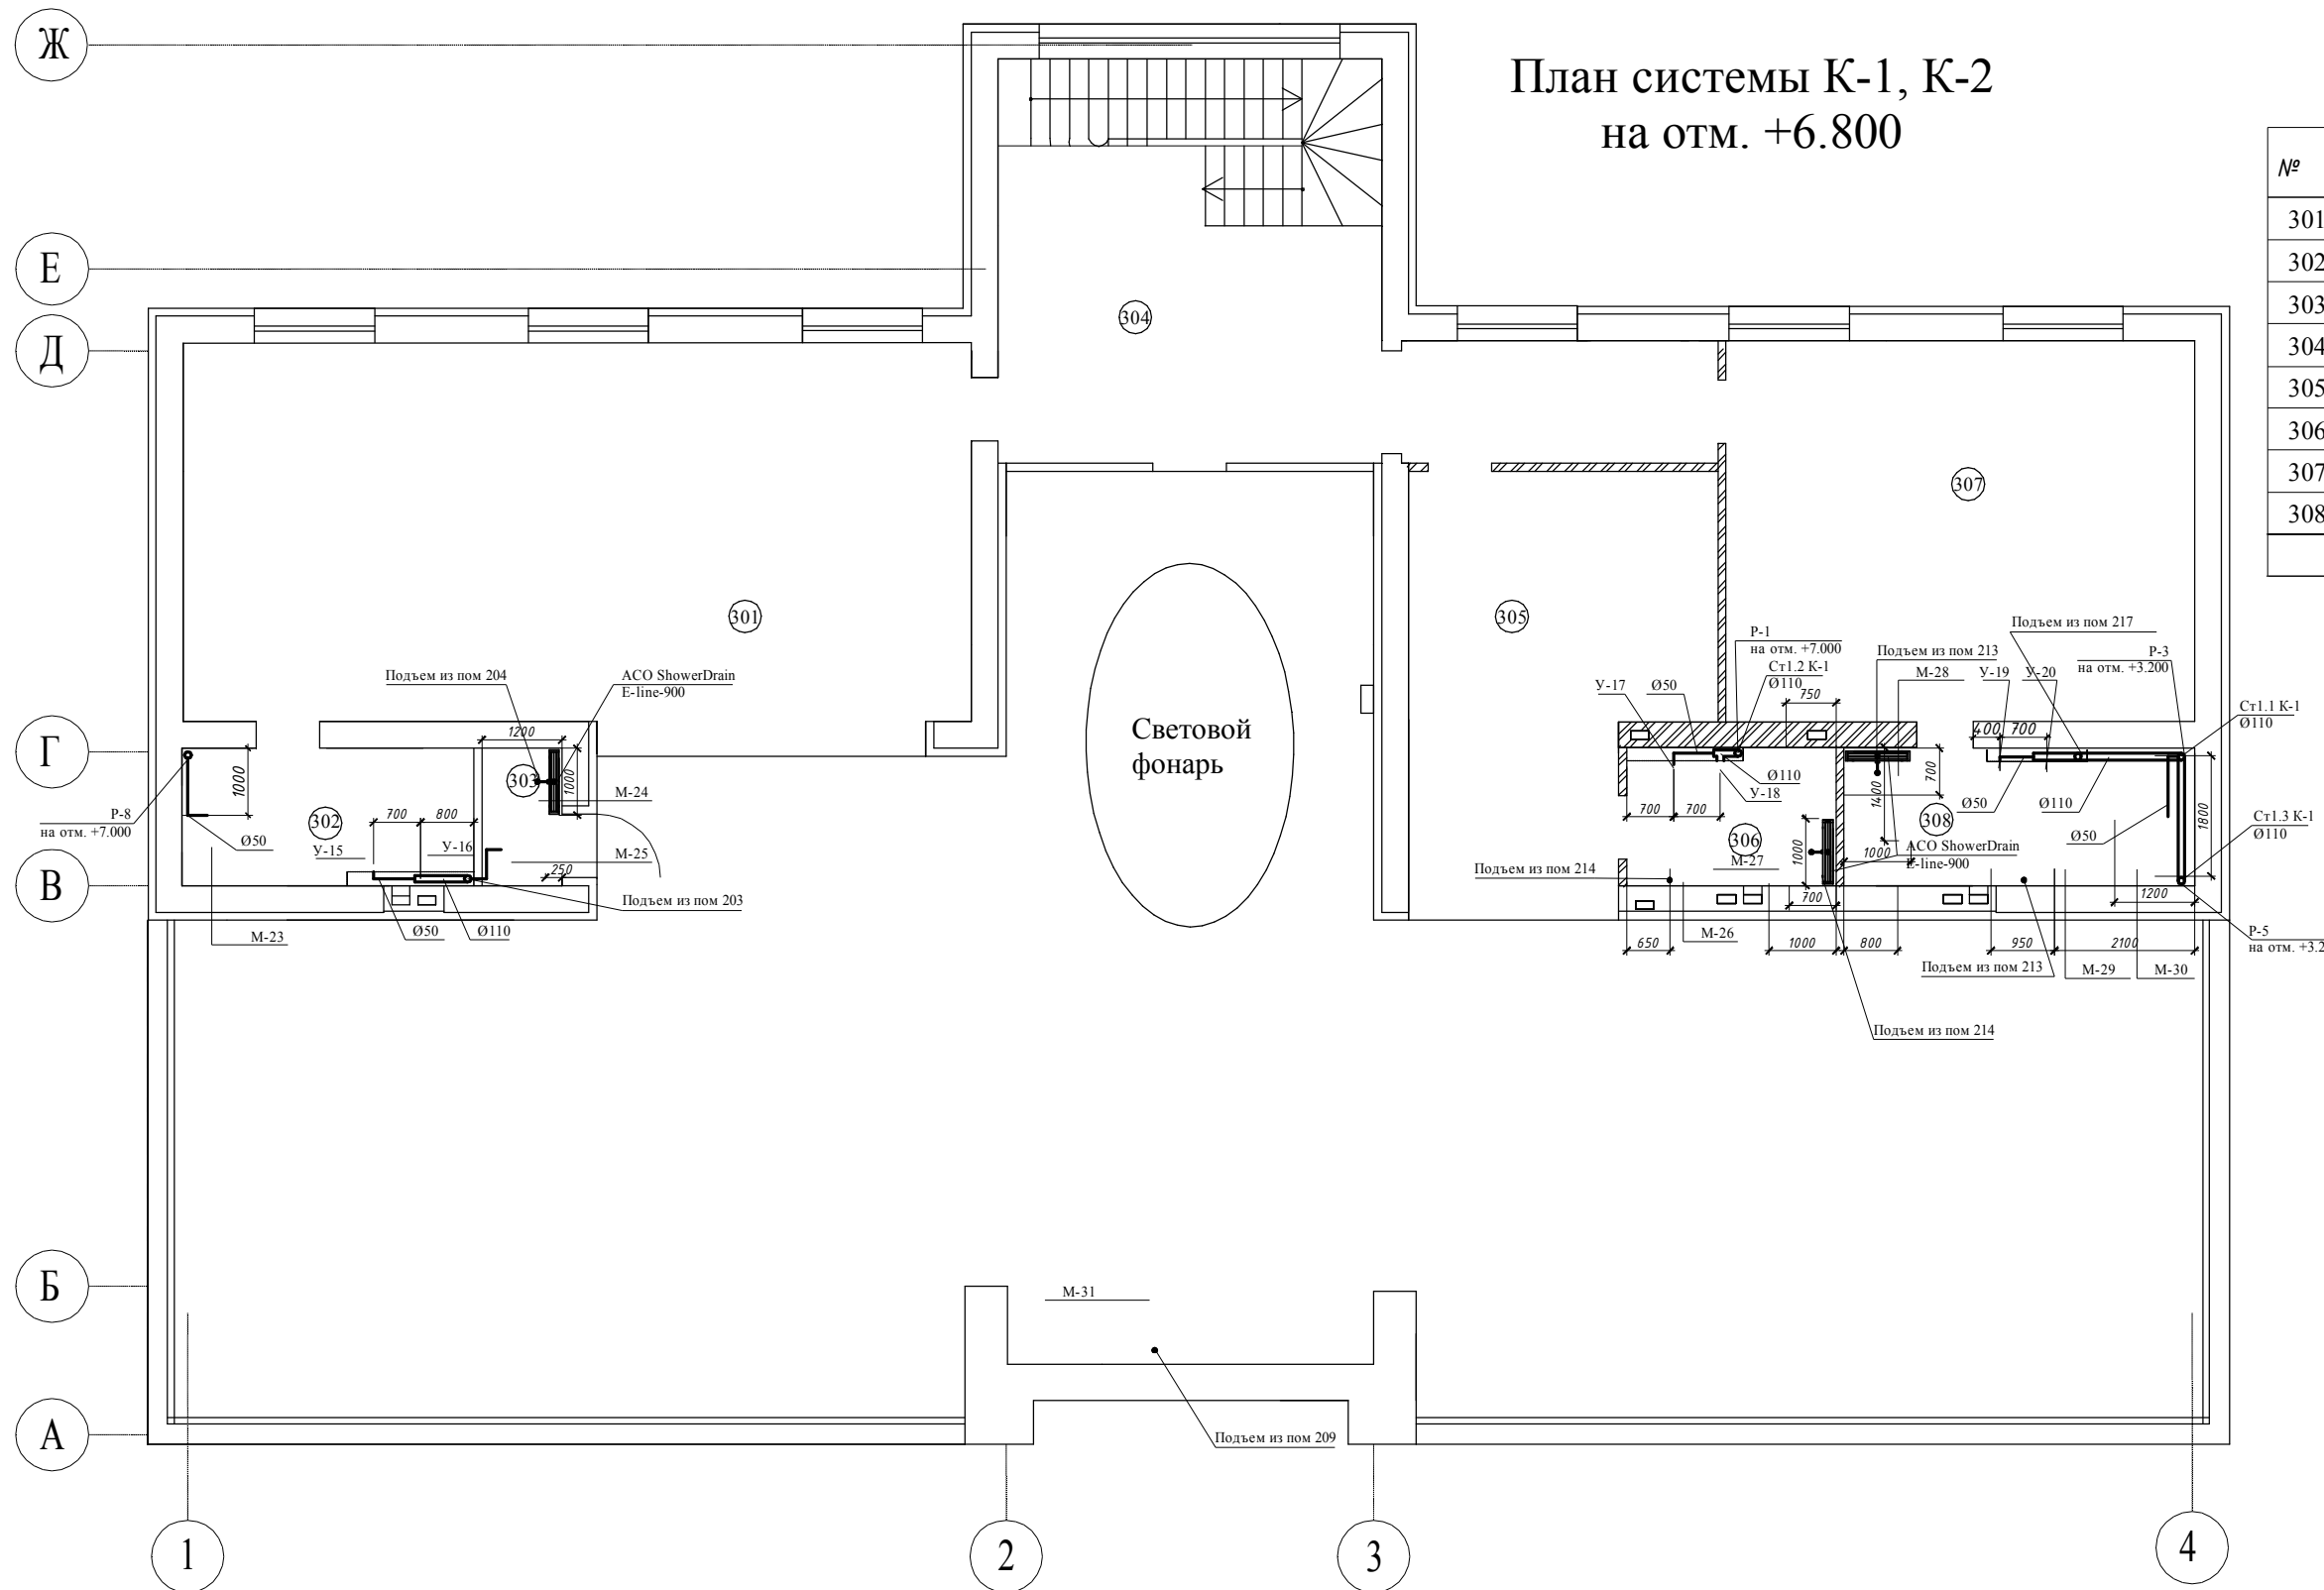 План системы К-1, К-2
на отм. +6.800
Ж
Е
Д
Г
В
Б
А
1
2
3
4
№
301
302
303
304
305
306
307
308
304
307
301
305
Световой
фонарь
Подъем из пом 204
ACO ShowerDrain
E-line-900
1200
303
1000
М-24
1000
Р-8
на отм. +7.000
Ø50
302
700
800
У-15
У-16
М-25
250
Подъем из пом 203
Ø50
Ø110
М-23
Р-1
на отм. +7.000
Ст1.2 К-1
Ø110
750
У-17
Ø50
Подъем из пом 213
М-28
У-19
У-20
Подъем из пом 217
Р-3
на отм. +3.200
400
700
Ст1.1 К-1
Ø110
Ø110
У-18
700
700
1400
700
308
Ø50
Ø110
Ø50
1800
Ст1.3 К-1
Ø110
306
М-27
1000
1000
ACO ShowerDrain
E-line-900
Подъем из пом 214
700
1200
650
М-26
1000
800
950
2100
Р-5
на отм. +3.2
Подъем из пом 213
М-29
М-30
Подъем из пом 214
М-31
Подъем из пом 209